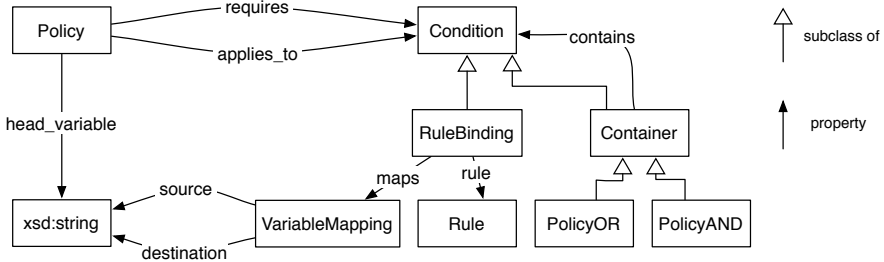 requires
Policy
Condition
contains
subclass of
applies_to
head_variable
RuleBinding
Container
property
maps
rule
source
xsd:string
VariableMapping
Rule
PolicyOR
PolicyAND
destination